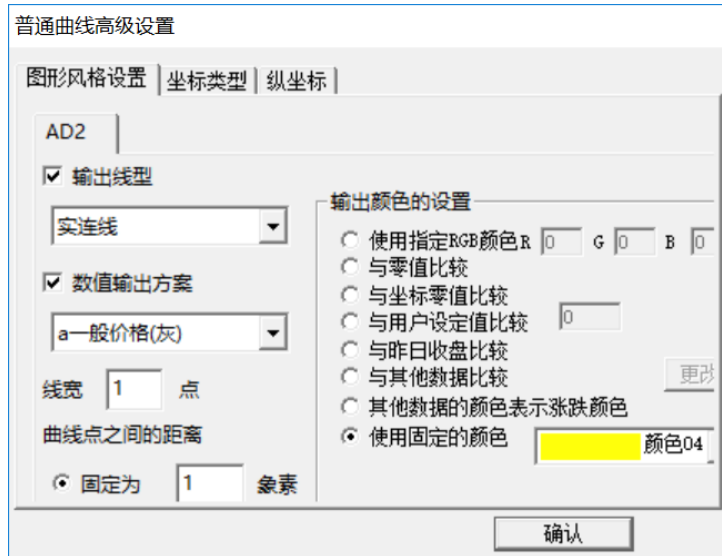 普通曲线高级设置
图形风格设置 坐标类型 纵坐标
AD2
输出线型
实连线
数值输出方案
a一般价格(灰)
线宽 1 点
曲线点之间的距离
固定为 1 象素
输出颜色的设置
使用指定RGB颜色R 0 G 0 B 0
与零值比较
与坐标零值比较
与用户设定值比较 0
与昨日收盘比较
与其他数据比较 更改
其他数据的颜色表示涨跌颜色
使用固定的颜色 颜色04
确认